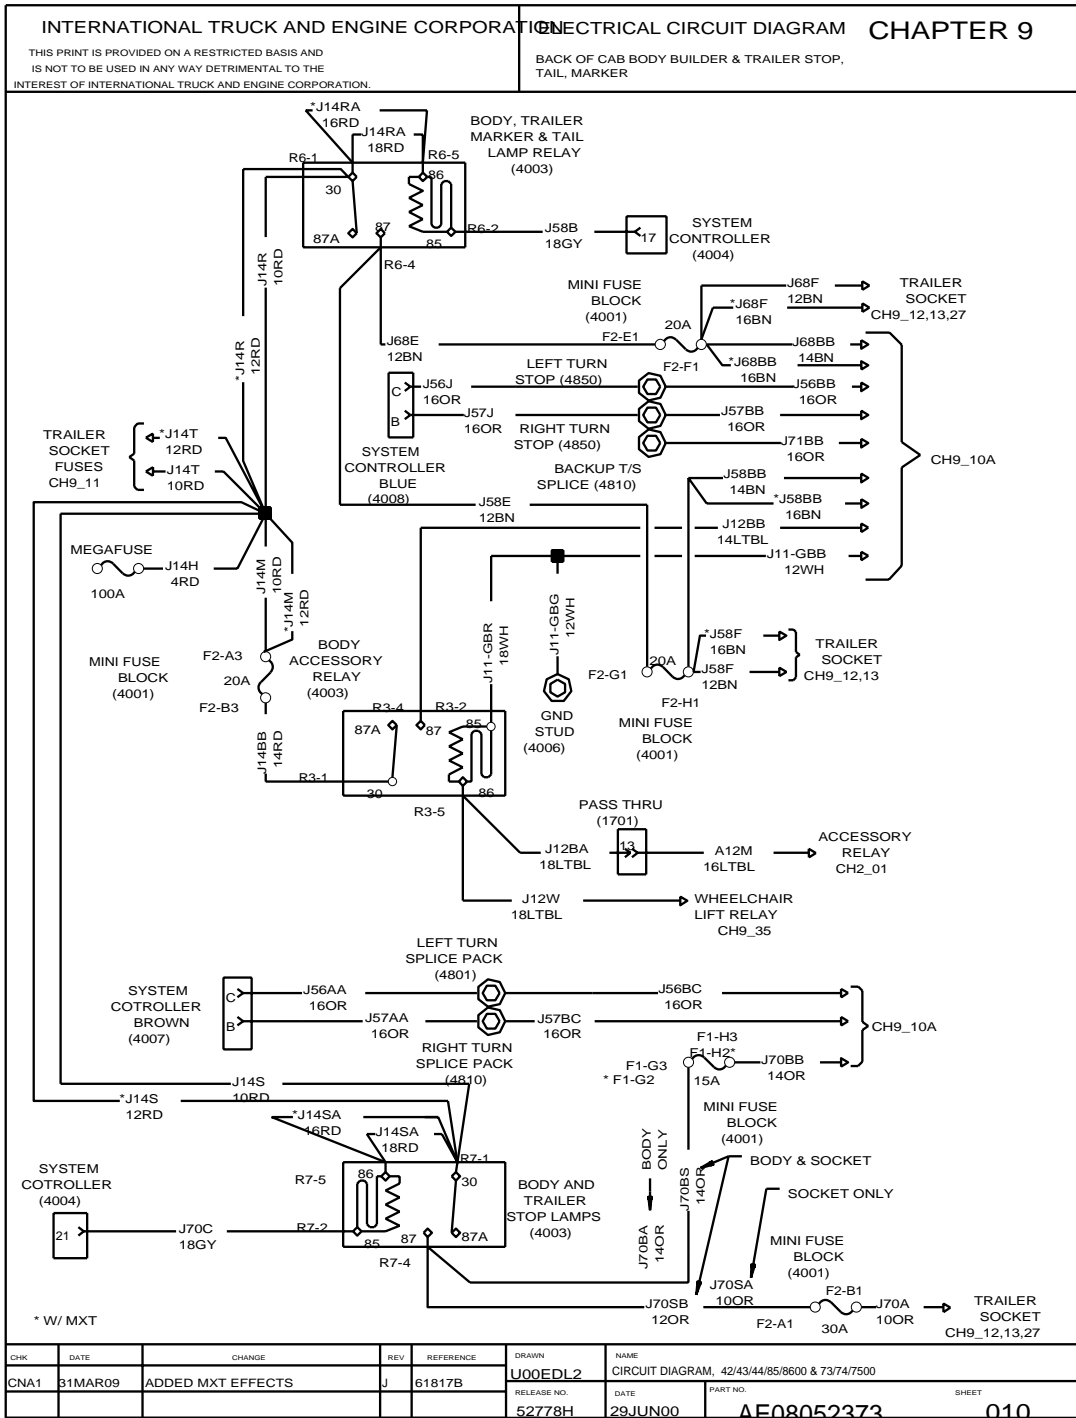 INTERNATIONAL TRUCK AND ENGINE CORPORATION
THIS PRINT IS PROVIDED ON A RESTRICTED BASIS AND
IS NOT TO BE USED IN ANY WAY DETRIMENTAL TO THE
INTEREST OF INTERNATIONAL TRUCK AND ENGINE CORPORATION.
ELECTRICAL CIRCUIT DIAGRAM
CHAPTER 9
BACK OF CAB BODY BUILDER & TRAILER STOP,
TAIL, MARKER
*J14RA
16RD
J14RA
18RD
R6-1
R6-5
BODY, TRAILER
MARKER & TAIL
LAMP RELAY
(4003)
30
86
87A
87
85
R6-2
R6-4
J58B
18GY
17
SYSTEM
CONTROLLER
(4004)
J14R
10RD
*J14R
12RD
MINI FUSE
BLOCK
(4001)
J68F
12BN
*J68F
16BN
TRAILER
SOCKET
CH9_12,13,27
J68E
12BN
F2-E1
20A
F2-F1
J68BB
14BN
*J68BB
16BN
LEFT TURN
STOP (4850)
C
J56J
16OR
J56BB
16OR
B
J57J
16OR
RIGHT TURN
STOP (4850)
J57BB
16OR
J71BB
16OR
SYSTEM
CONTROLLER
BLUE
(4008)
BACKUP T/S
SPLICE (4810)
CH9_10A
TRAILER
SOCKET
FUSES
CH9_11
*J14T
12RD
J14T
10RD
J58E
12BN
J58BB
14BN
*J58BB
16BN
J12BB
14LTBL
J11-GBB
12WH
MEGAFUSE
100A
J14H
4RD
J14M
10RD
*J14M
12RD
J11-GBR
18WH
J11-GBG
12WH
MINI FUSE
BLOCK
(4001)
F2-A3
20A
F2-B3
BODY
ACCESSORY
RELAY
(4003)
*J58F
16BN
J58F
12BN
TRAILER
SOCKET
CH9_12,13
F2-G1
20A
F2-H1
MINI FUSE
BLOCK
(4001)
GND
STUD
(4006)
J14BB
14RD
R3-4
R3-2
87A
87
85
R3-1
30
86
R3-5
PASS THRU
(1701)
13
J12BA
18LTBL
A12M
16LTBL
ACCESSORY
RELAY
CH2_01
J12W
18LTBL
WHEELCHAIR
LIFT RELAY
CH9_35
LEFT TURN
SPLICE PACK
(4801)
SYSTEM
COTROLLER
BROWN
(4007)
C
J56AA
16OR
J56BC
16OR
B
J57AA
16OR
J57BC
16OR
RIGHT TURN
SPLICE PACK
(4810)
CH9_10A
F1-H3
F1-H2*
F1-G3
* F1-G2
15A
J70BB
14OR
J14S
10RD
*J14S
12RD
*J14SA
16RD
J14SA
18RD
MINI FUSE
BLOCK
(4001)
BODY
ONLY
J70BS
14OR
BODY & SOCKET
SOCKET ONLY
R7-1
R7-5
86
30
SYSTEM
COTROLLER
(4004)
21
J70C
18GY
R7-2
85
87
87A
R7-4
BODY AND
TRAILER
STOP LAMPS
(4003)
J70BA
14OR
MINI FUSE
BLOCK
(4001)
J70SA
10OR
J70SB
12OR
F2-A1
F2-B1
30A
J70A
10OR
TRAILER
SOCKET
CH9_12,13,27
* W/ MXT
CHK DATE CHANGE REV REFERENCE
CNA1 31MAR09 ADDED MXT EFFECTS J 61817B
DRAWN
U00EDL2
NAME
CIRCUIT DIAGRAM, 42/43/44/85/8600 & 73/74/7500
RELEASE NO.
52778H
DATE
29JUN00
PART NO.
AE08052373
SHEET
010